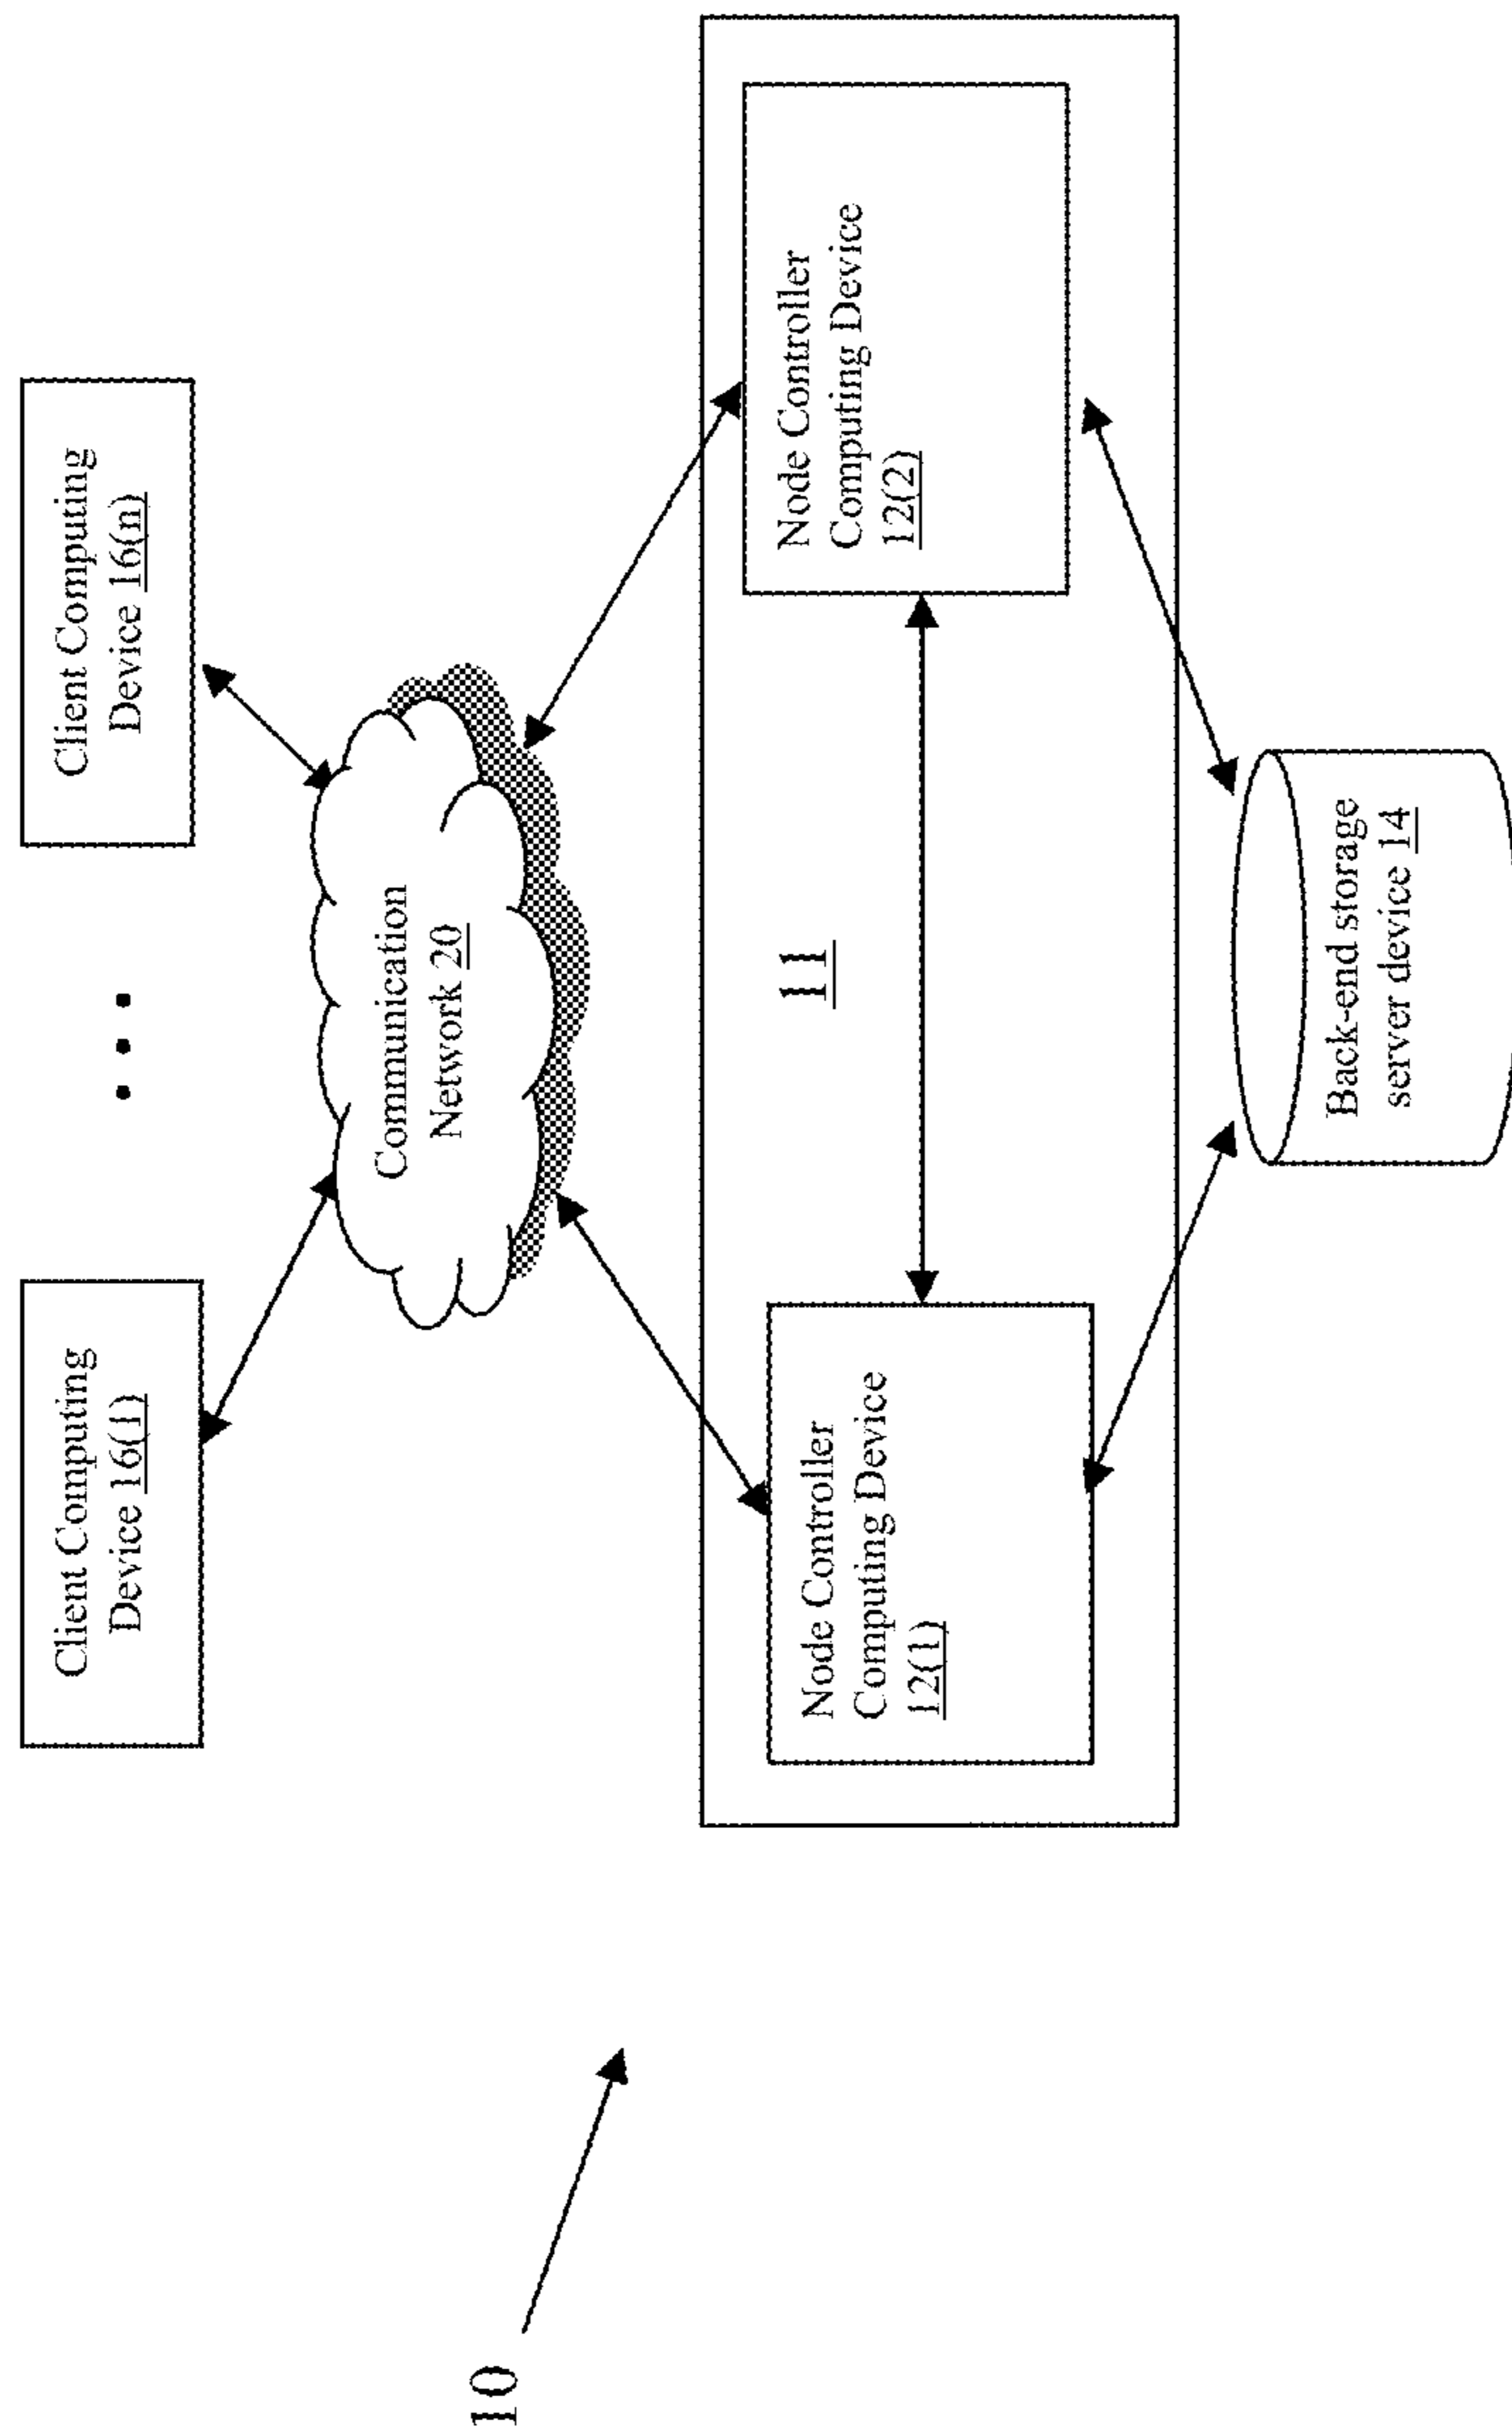 Client Computing
Device 16(1)
Client Computing
Device 16(n)
Communication
Network 20
11
Node Controller
Computing Device
12(1)
Node Controller
Computing Device
12(2)
Back-end storage
server device 14
10